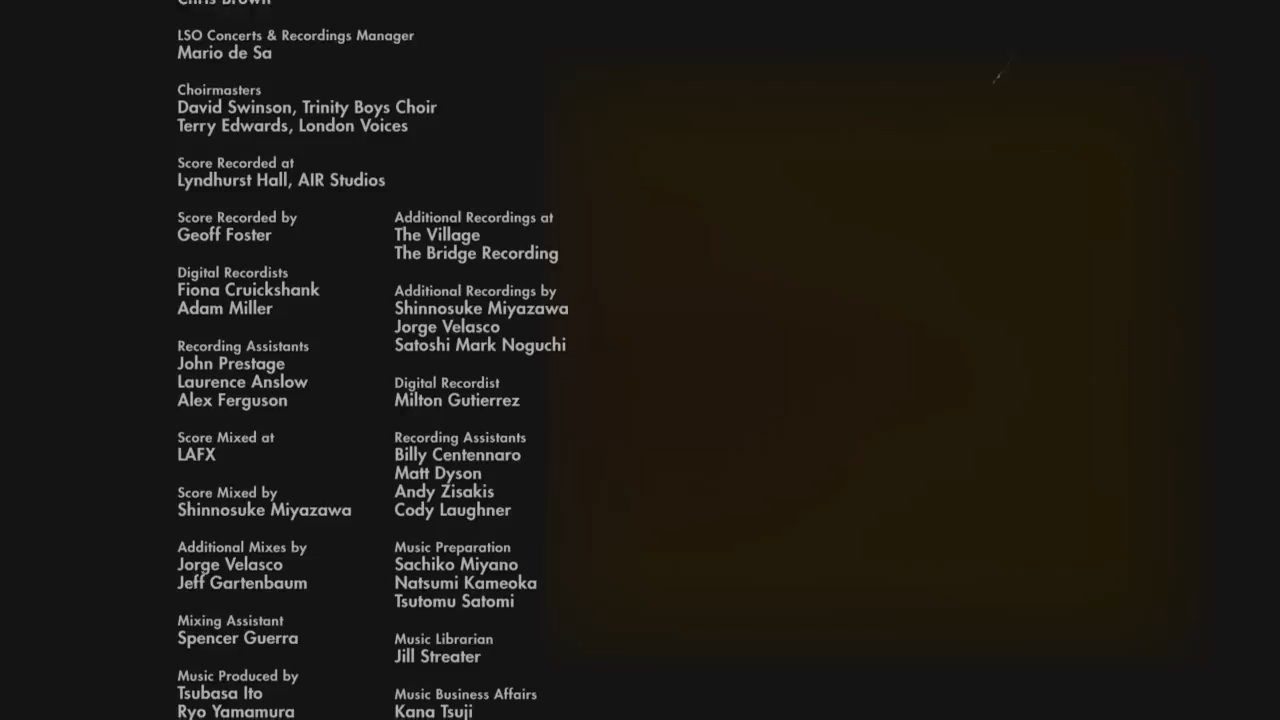 Chris Brown
LSO Concerts & Recordings Manager
Mario de Sa
Choirmasters
David Swinson, Trinity Boys Choir
Terry Edwards, London Voices
Score Recorded at
Lyndhurst Hall, AIR Studios
Score Recorded by
Geoff Foster
Digital Recordists
Fiona Cruickshank
Adam Miller
Recording Assistants
John Prestage
Laurence Anslow
Alex Ferguson
Score Mixed at
LAFX
Score Mixed by
Shinnosuke Miyazawa
Additional Mixes by
Jorge Velasco
Jeff Gartenbaum
Mixing Assistant
Spencer Guerra
Music Produced by
Tsubasa Ito
Ryo Yamamura
Additional Recordings at
The Village
The Bridge Recording
Additional Recordings by
Shinnosuke Miyazawa
Jorge Velasco
Satoshi Mark Noguchi
Digital Recordist
Milton Gutierrez
Recording Assistants
Billy Centennaro
Matt Dyson
Andy Zisakis
Cody Laughner
Music Preparation
Sachiko Miyano
Natsumi Kameoka
Tsutomu Satomi
Music Librarian
Jill Streater
Music Business Affairs
Kana Tsuji